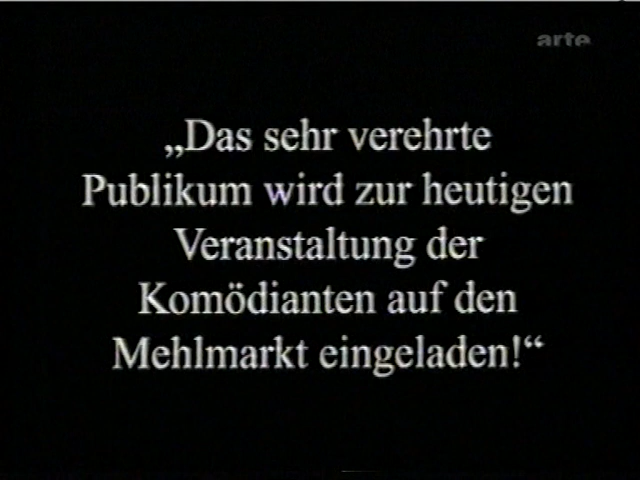 arte
„Das sehr verehrte
Publikum wird zur heutigen
Veranstaltung der
Komödianten auf den
Mehlmarkt eingeladen!“